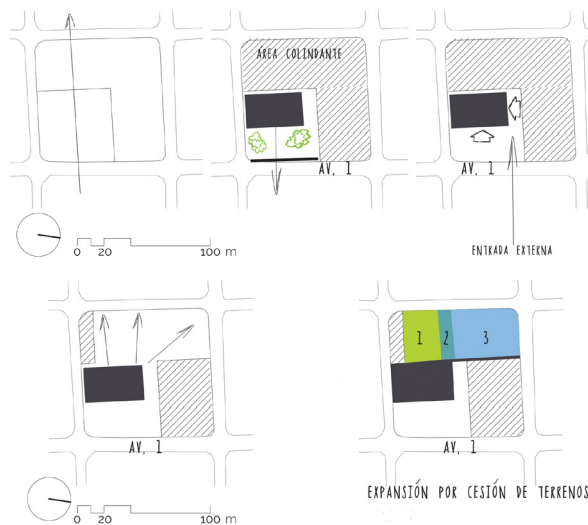 ÁREA COLINDANTE
AV. 1
AV. 1
ENTRADA EXTERNA
0 20 100 m
1 2 3
AV. 1
AV. 1
EXPANSIÓN POR CESIÓN DE TERRENOS
0 20 100 m